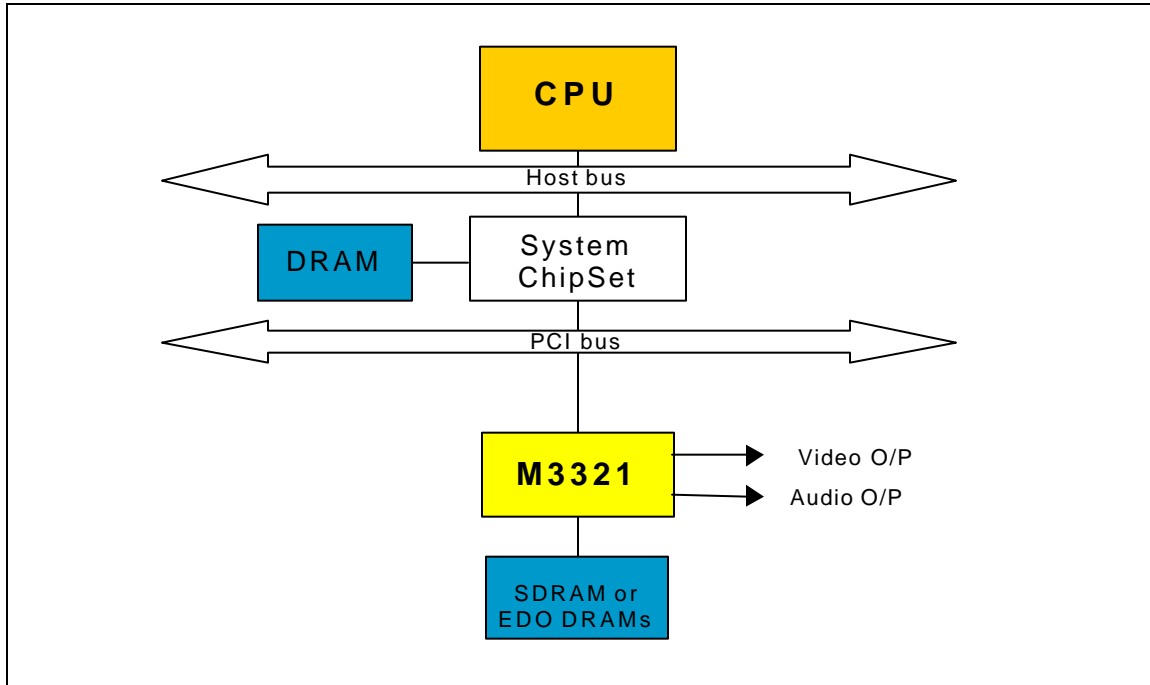 CPU
Host bus
DRAM
System
ChipSet
PCI bus
M3321
Video O/P
Audio O/P
SDRAM or
EDO DRAMs